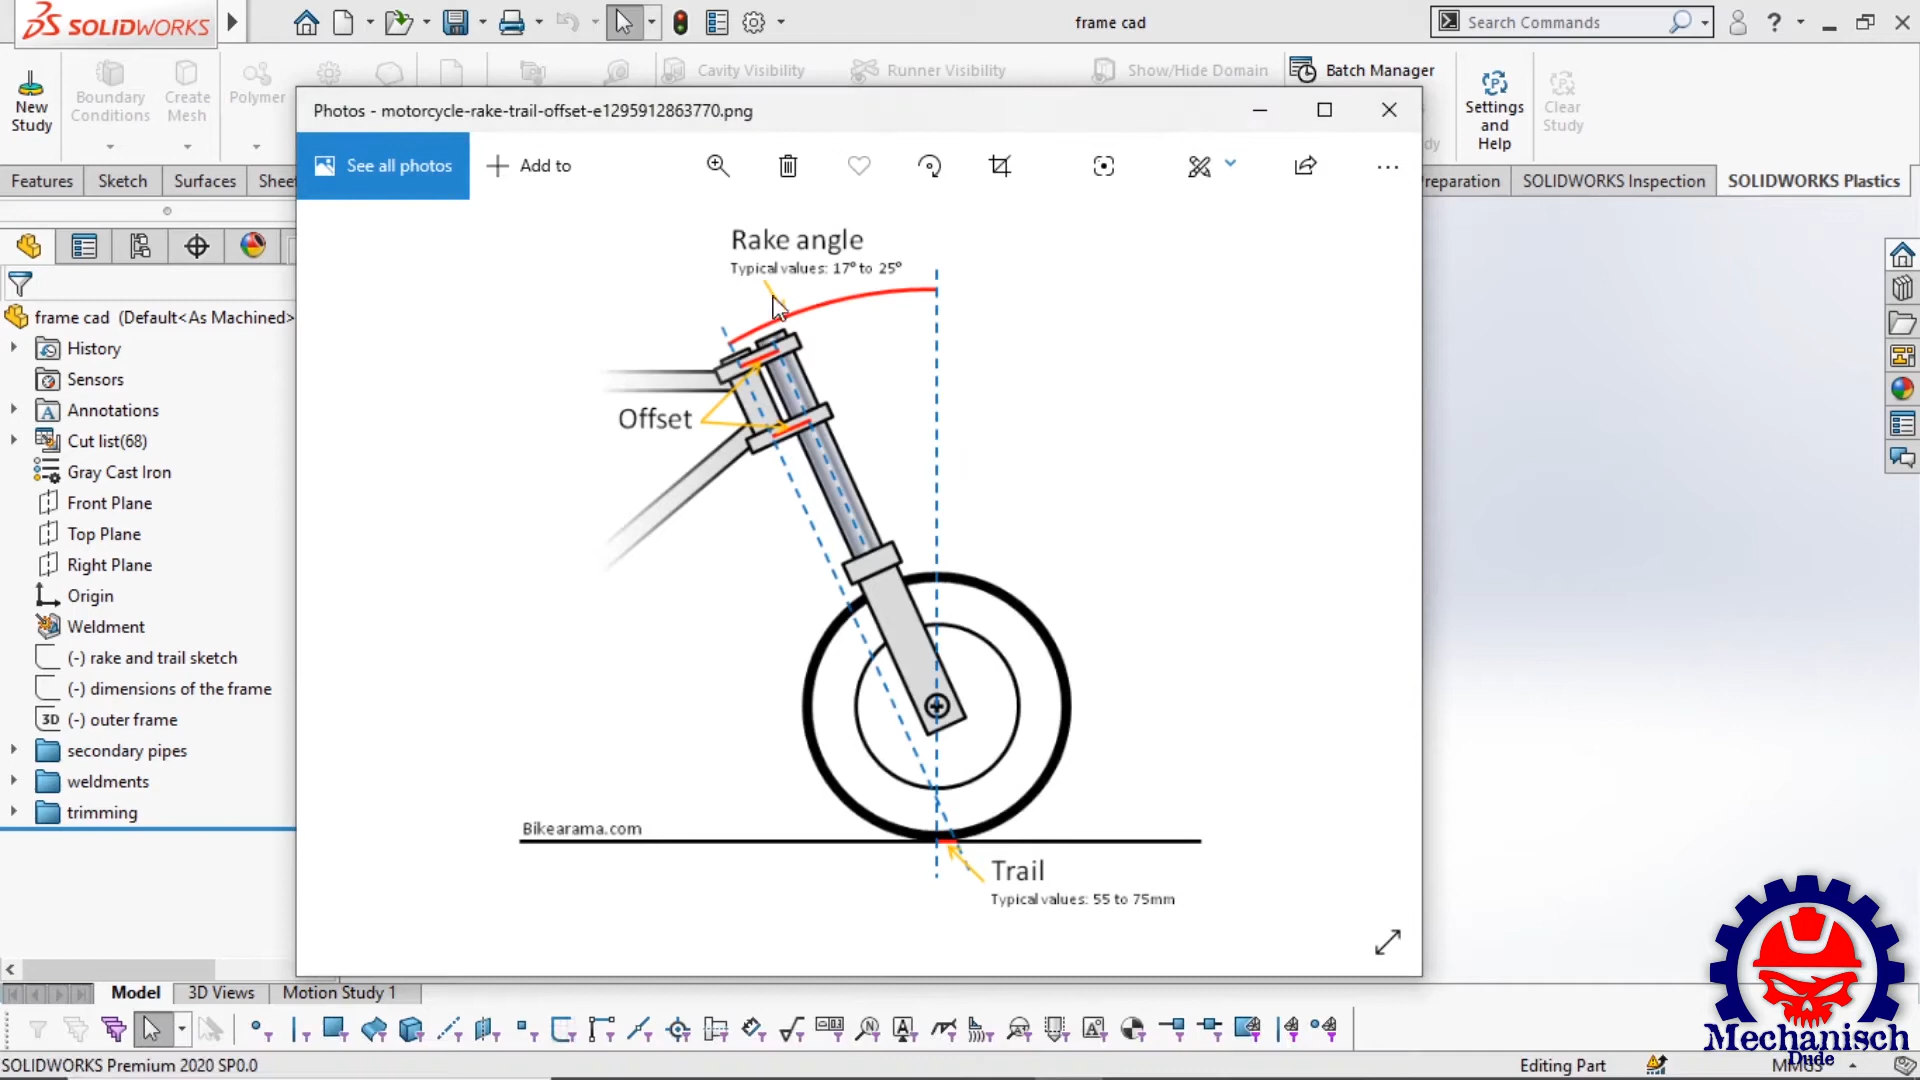 SOLIDWORKS
frame cad
Search Commands
New
Study
Boundary
Conditions
Create
Mesh
Polymer
Cavity Visibility
Runner Visibility
Show/Hide Domain
Batch Manager
Settings
and
Help
Clear
Study
Photos - motorcycle-rake-trail-offset-e1295912863770.png
See all photos
Add to
Features
Sketch
Surfaces
Sheet
reparation
SOLIDWORKS Inspection
SOLIDWORKS Plastics
frame cad (Default<As Machined>
History
Sensors
Annotations
Cut list(68)
Gray Cast Iron
Front Plane
Top Plane
Right Plane
Origin
Weldment
(-) rake and trail sketch
(-) dimensions of the frame
3D (-) outer frame
secondary pipes
weldments
trimming
Rake angle
Typical values: 17° to 25°
Offset
Bikearama.com
Trail
Typical values: 55 to 75mm
Model
3D Views
Motion Study 1
SOLIDWORKS Premium 2020 SP0.0
Editing Part
MMGS
Mechanisch
Dude